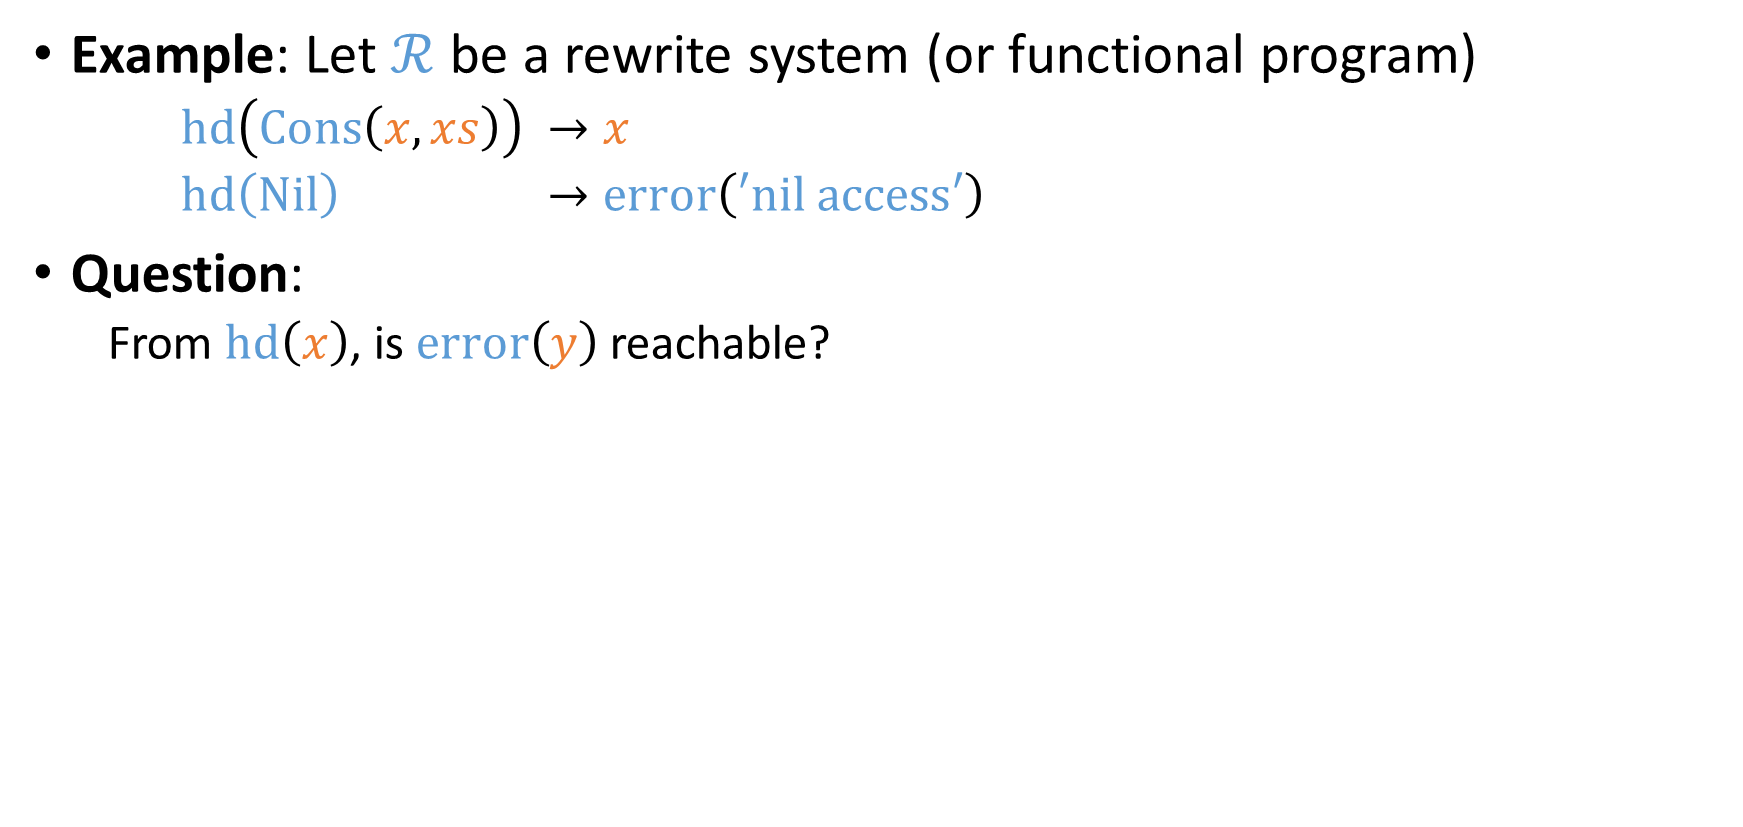 • Example: Let ℛ be a rewrite system (or functional program)
hd(Cons(x, xs)) → x
hd(Nil) → error('nil access')
• Question:
From hd(x), is error(y) reachable?